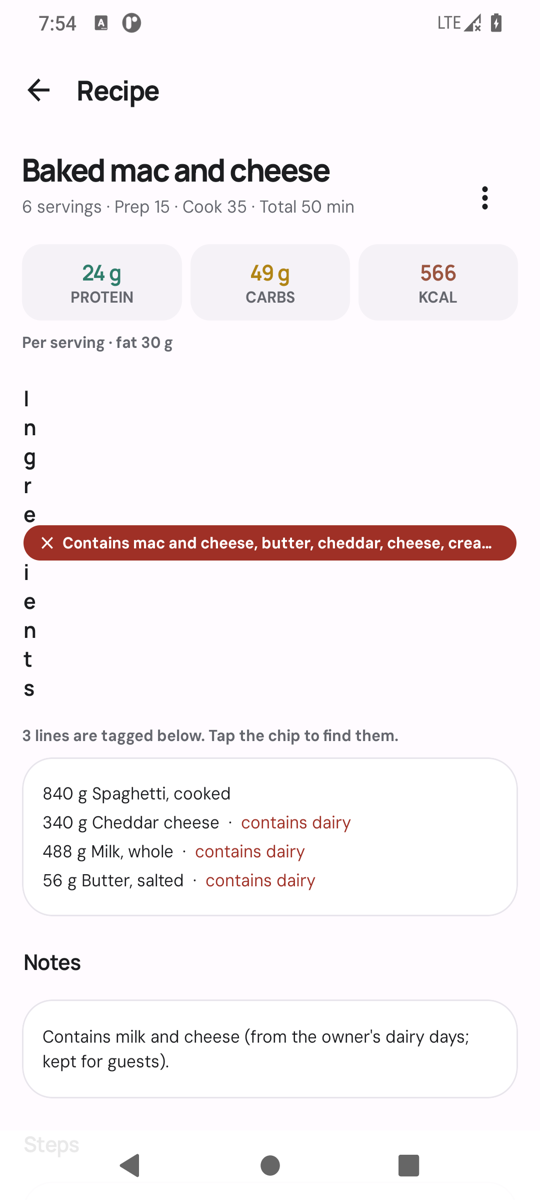 7:54
LTE
Recipe
Baked mac and cheese
6 servings · Prep 15 · Cook 35 · Total 50 min
24 g
PROTEIN
49 g
CARBS
566
KCAL
Per serving · fat 30 g
I
n
g
r
e
Contains mac and cheese, butter, cheddar, cheese, crea…
i
e
n
t
s
3 lines are tagged below. Tap the chip to find them.
840 g Spaghetti, cooked
340 g Cheddar cheese · contains dairy
488 g Milk, whole · contains dairy
56 g Butter, salted · contains dairy
Notes
Contains milk and cheese (from the owner's dairy days;
kept for guests).
Steps